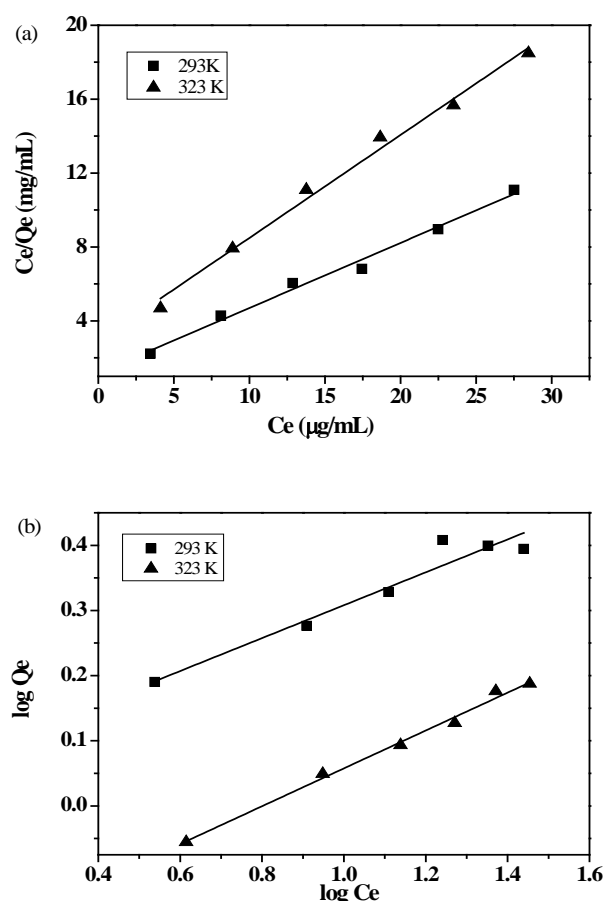 (a)
20
16
12
8
4
Ce/Qe (mg/mL)
293K
323 K
0 5 10 15 20 25 30
Ce (μg/mL)
(b)
0.4
0.3
0.2
0.1
0.0
log Qe
293 K
323 K
0.4 0.6 0.8 1.0 1.2 1.4 1.6
log Ce